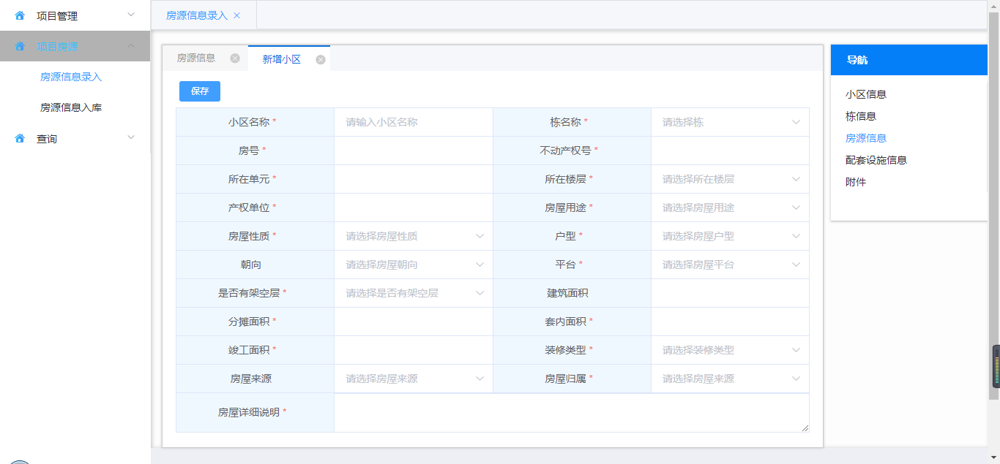 项目管理
项目房源
房源信息录入
房源信息入库
查询
房源信息录入
房源信息
新增小区
保存
小区名称 * 请输入小区名称 栋名称 * 请选择栋
房号 * 不动产权号 *
所在单元 * 所在楼层 * 请选择所在楼层
产权单位 * 房屋用途 * 请选择房屋用途
房屋性质 * 请选择房屋性质 户型 * 请选择房屋户型
朝向 请选择房屋朝向 平台 * 请选择房屋平台
是否有架空层 * 请选择是否有架空层 建筑面积
分摊面积 * 套内面积 *
竣工面积 * 装修类型 * 请选择装修类型
房屋来源 请选择房屋来源 房屋归属 * 请选择房屋来源
房屋详细说明 *
导航
小区信息
栋信息
房源信息
配套设施信息
附件